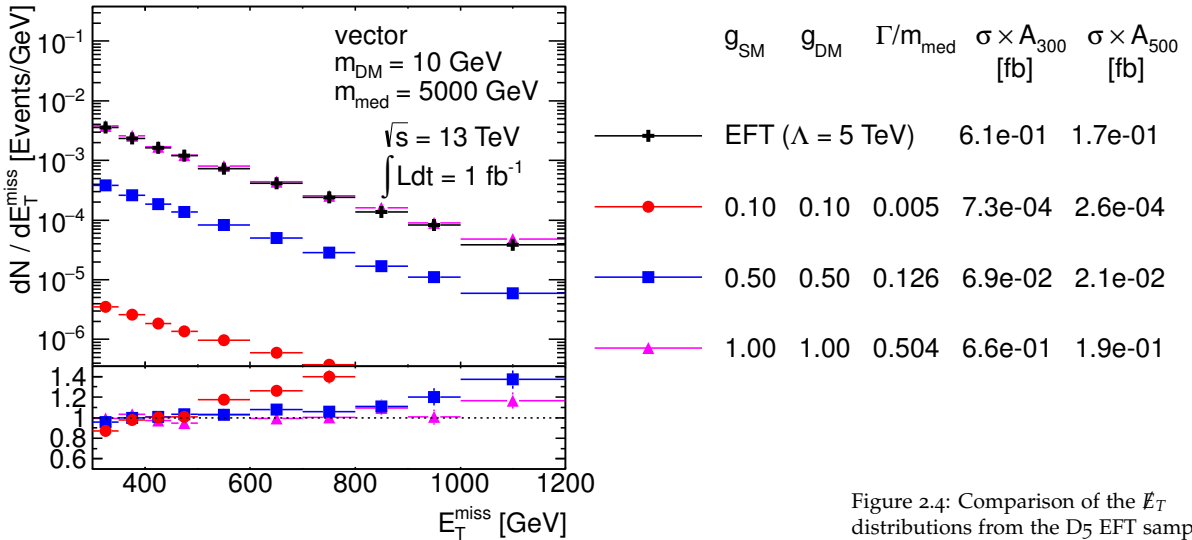 dN / dE_T^miss [Events/GeV]
10^-1
10^-2
10^-3
10^-4
10^-5
10^-6
vector
m_DM = 10 GeV
m_med = 5000 GeV
√s = 13 TeV
∫ Ldt = 1 fb^-1
1.4
1.2
1
0.8
0.6
400 600 800 1000 1200
E_T^miss [GeV]
g_SM g_DM Γ/m_med σ × A_300 σ × A_500
[fb] [fb]
EFT (Λ = 5 TeV) 6.1e-01 1.7e-01
0.10 0.10 0.005 7.3e-04 2.6e-04
0.50 0.50 0.126 6.9e-02 2.1e-02
1.00 1.00 0.504 6.6e-01 1.9e-01
Figure 2.4: Comparison of the E̸_T
distributions from the D5 EFT samp